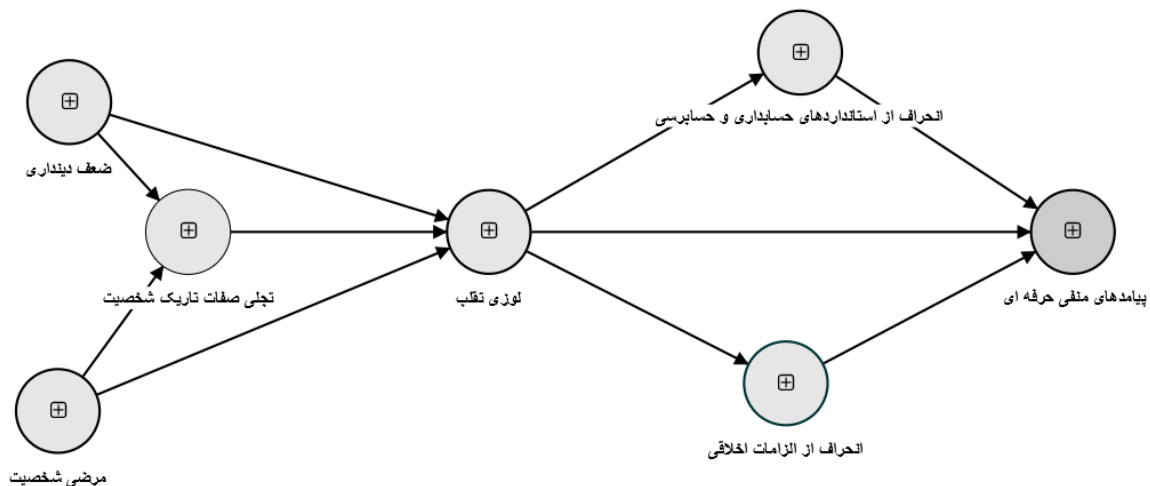 انحراف از استانداردهای حسابداری و حسابرسی
ضعف دینداری
تجلی صفات تاریک شخصیت
لوزی تقلب
پیامدهای منفی حرفه ای
انحراف از الزامات اخلاقی
مرضی شخصیت